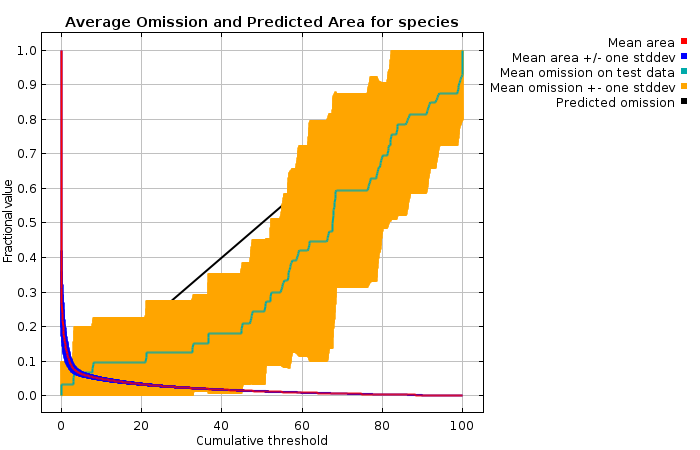 Average Omission and Predicted Area for species
Mean area
Mean area +/- one stddev
Mean omission on test data
Mean omission +- one stddev
Predicted omission
Fractional value
1.0
0.9
0.8
0.7
0.6
0.5
0.4
0.3
0.2
0.1
0.0
0 20 40 60 80 100
Cumulative threshold